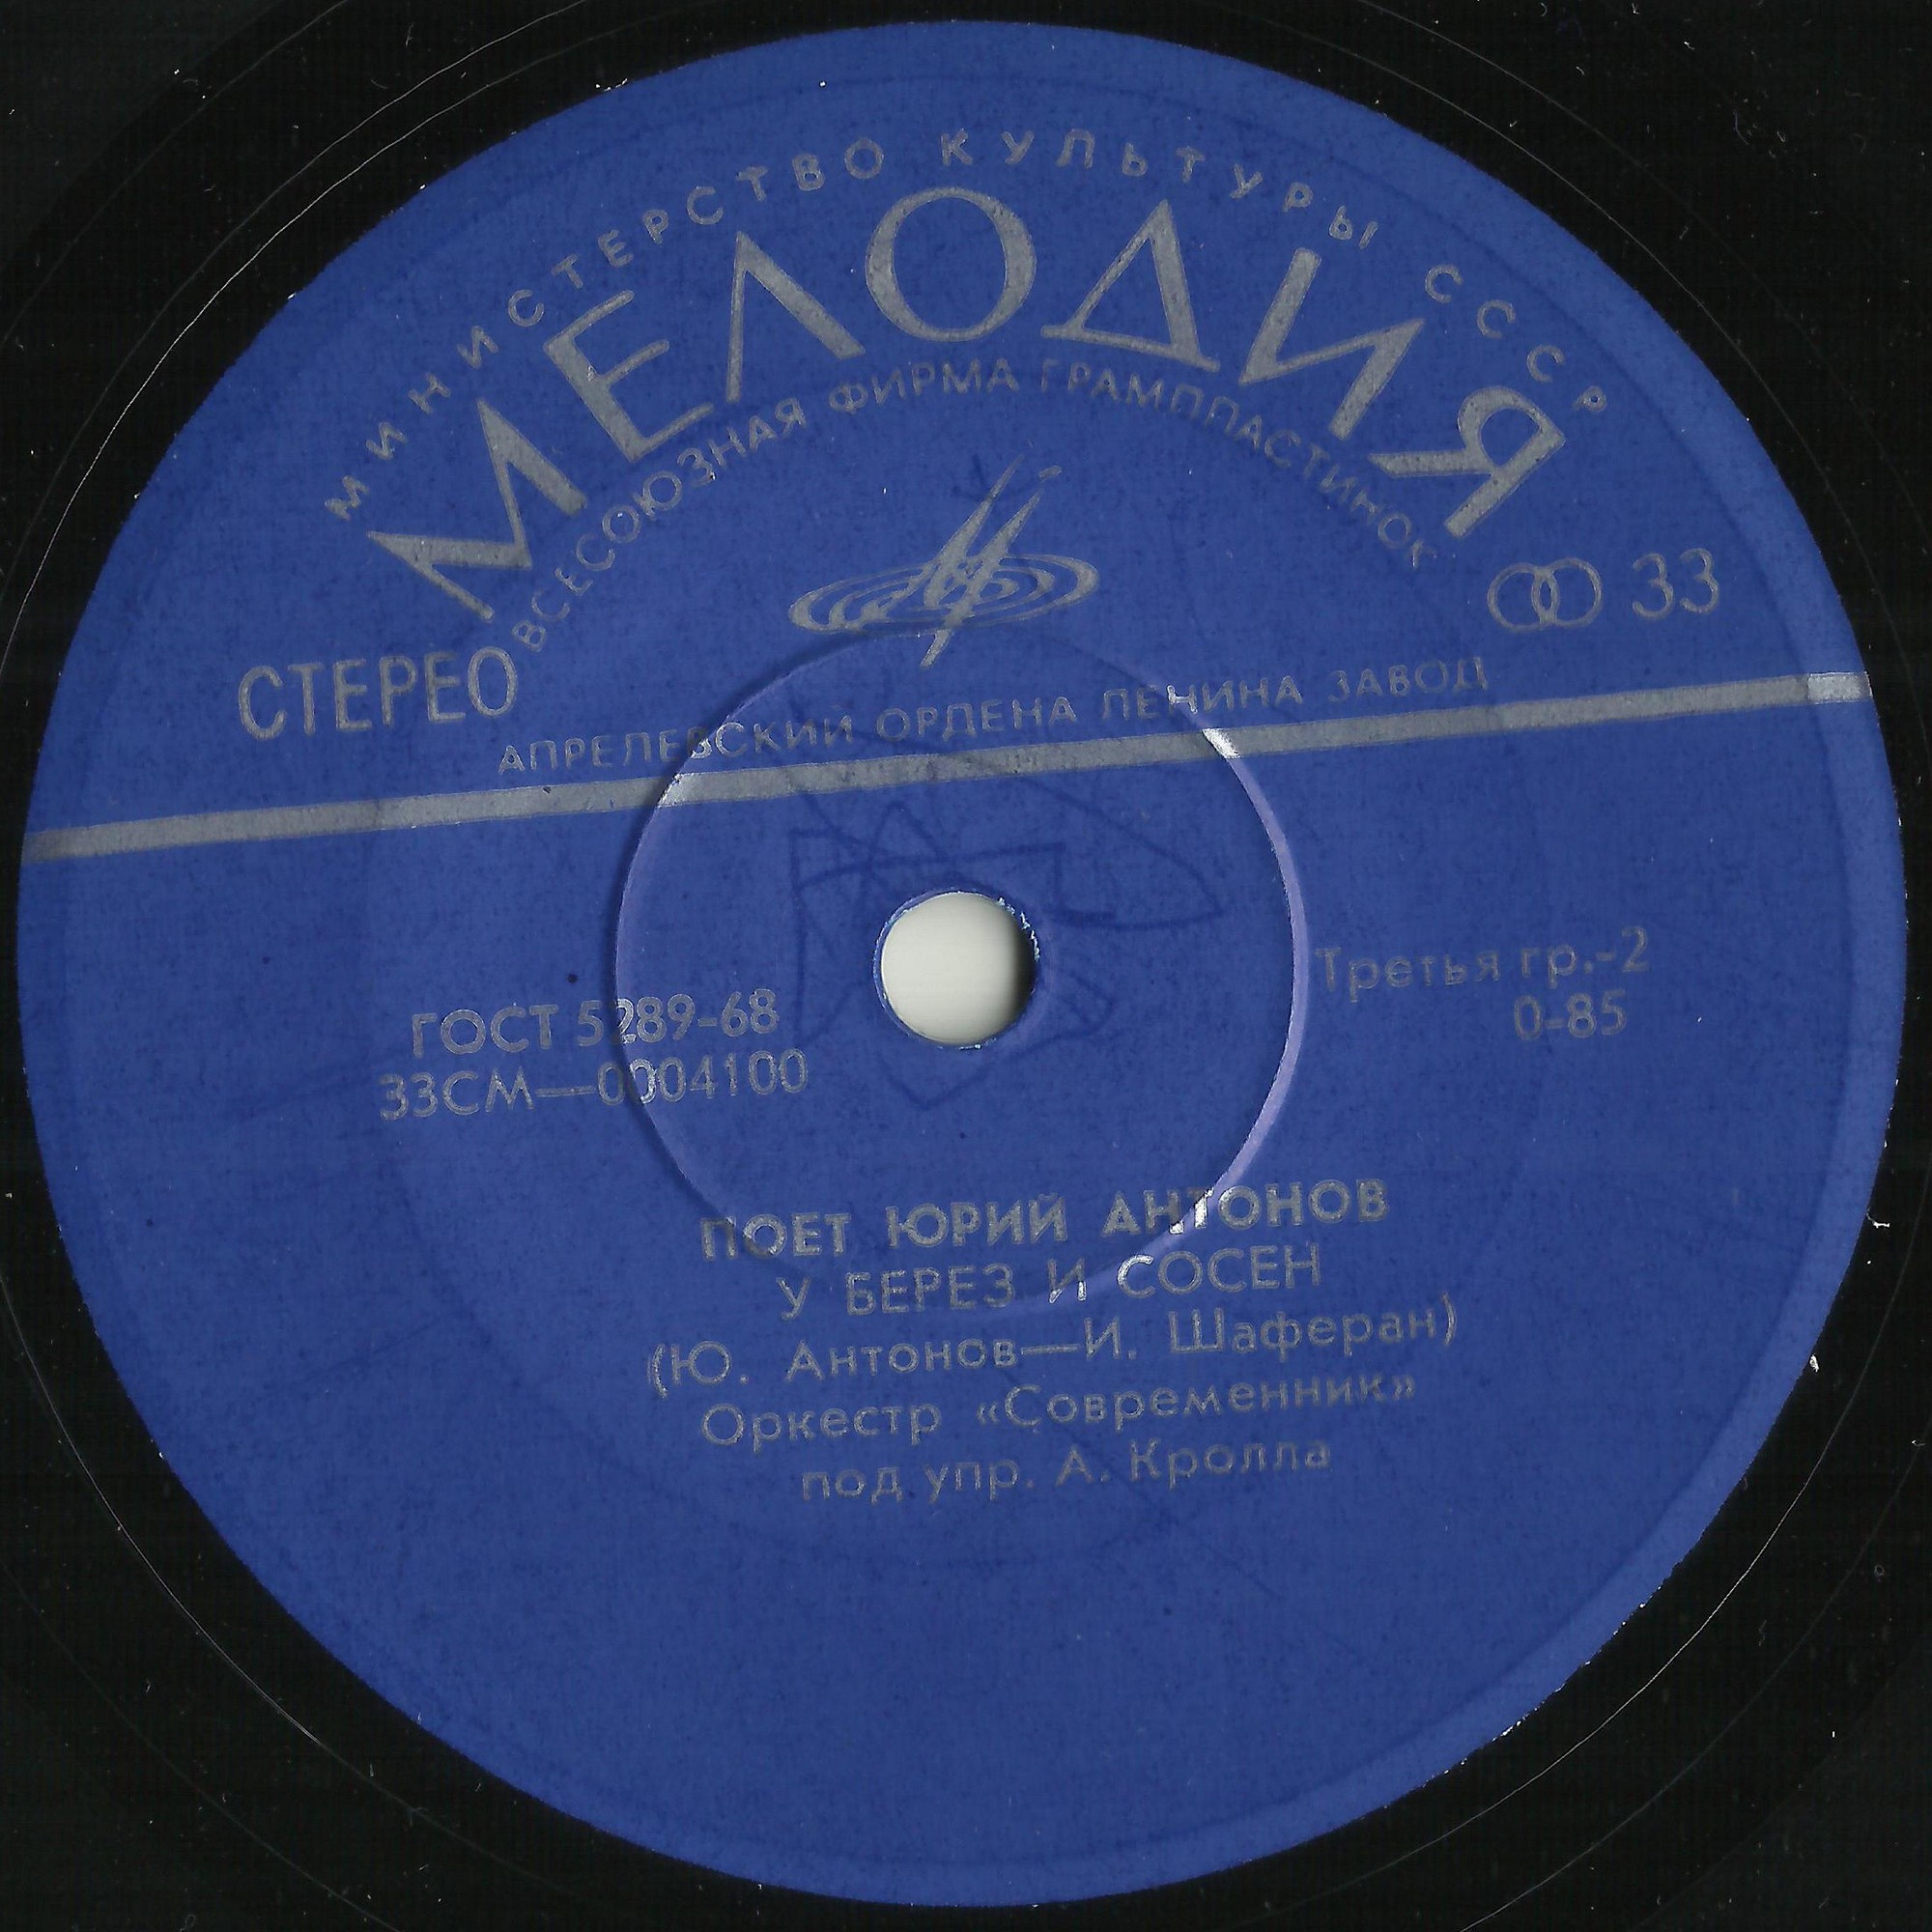 МИНИСТЕРСТВО КУЛЬТУРЫ СССР
МЕЛОДИЯ
ВСЕСОЮЗНАЯ ФИРМА ГРАМПЛАСТИНОК
33
СТЕРЕО
АПРЕЛЕВСКИЙ ОРДЕНА ЛЕНИНА ЗАВОД
ГОСТ 5289-68
Третья гр.-2
33СМ—0004100
0-85
ПОЕТ ЮРИЙ АНТОНОВ
У БЕРЕЗ И СОСЕН
(Ю. Антонов—И. Шаферан)
Оркестр «Современник»
под упр. А. Кролла